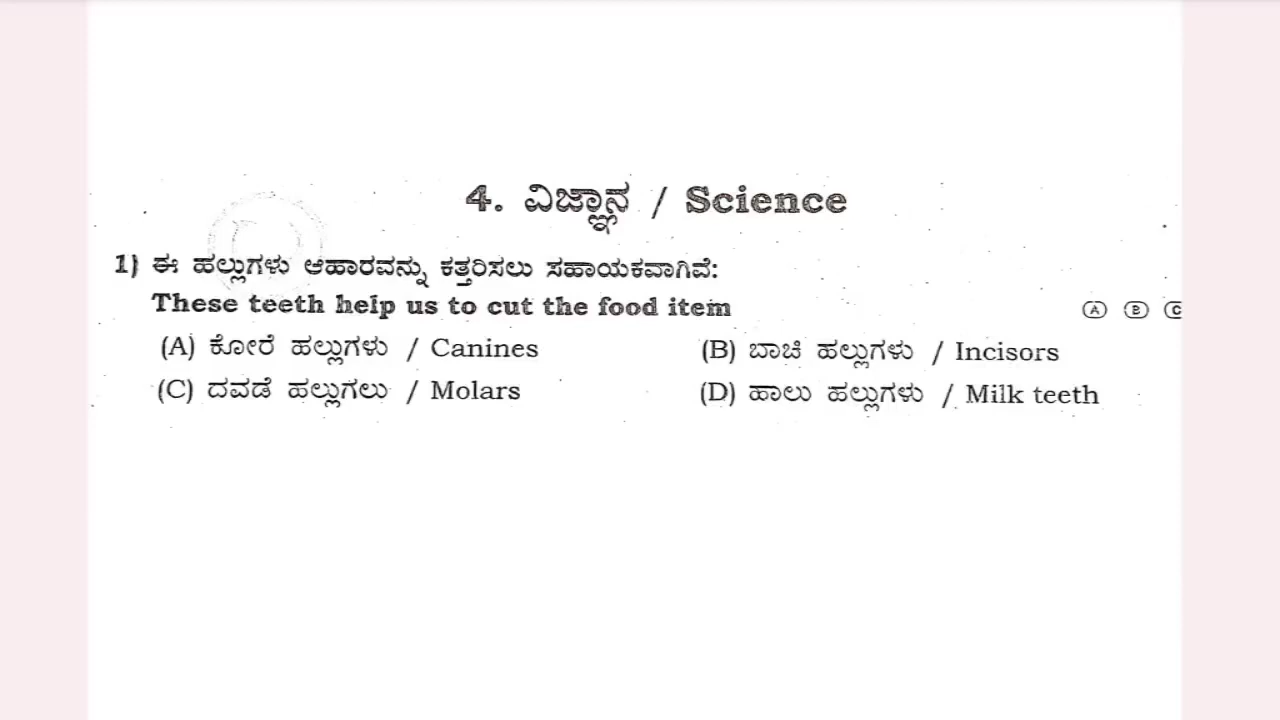 4. ವಿಜ್ಞಾನ / Science
1) ಈ ಹಲ್ಲುಗಳು ಆಹಾರವನ್ನು ಕತ್ತರಿಸಲು ಸಹಾಯಕವಾಗಿವೆ:
These teeth help us to cut the food item A B C
(A) ಕೋರೆ ಹಲ್ಲುಗಳು / Canines (B) ಬಾಚಿ ಹಲ್ಲುಗಳು / Incisors
(C) ದವಡೆ ಹಲ್ಲುಗಲು / Molars (D) ಹಾಲು ಹಲ್ಲುಗಳು / Milk teeth